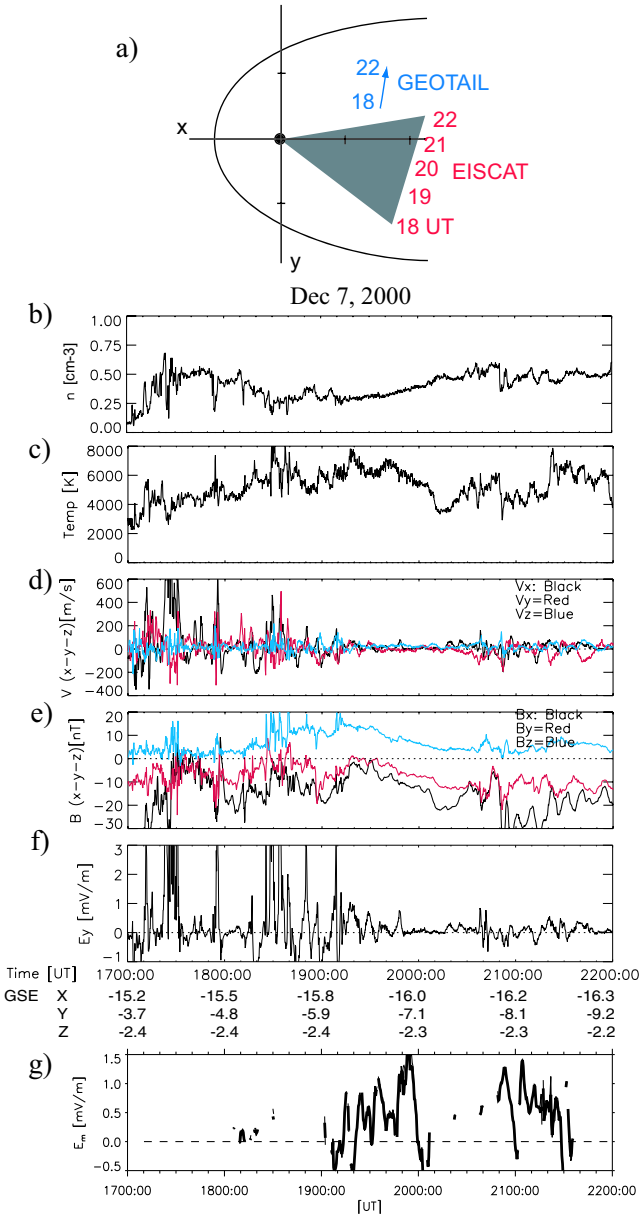 a)
22
GEOTAIL
18
22
x
21
20
EISCAT
19
18 UT
y
Dec 7, 2000
b)
1.00
0.75
0.50
0.25
0.00
n [cm-3]
c)
8000
6000
4000
2000
0
Temp [K]
d)
600
400
200
0
-200
-400
V (x-y-z)[m/s]
Vx: Black
Vy=Red
Vz=Blue
e)
20
10
0
-10
-20
-30
B (x-y-z)[nT]
Bx: Black
By=Red
Bz=Blue
f)
3
2
1
0
-1
Ey [mV/m]
Time [UT] 1700:00 1800:00 1900:00 2000:00 2100:00 2200:00
GSE X -15.2 -15.5 -15.8 -16.0 -16.2 -16.3
Y -3.7 -4.8 -5.9 -7.1 -8.1 -9.2
Z -2.4 -2.4 -2.4 -2.3 -2.3 -2.2
g)
1.5
1.0
0.5
0.0
-0.5
Em [mV/m]
1700:00 1800:00 1900:00 2000:00 2100:00 2200:00
[UT]